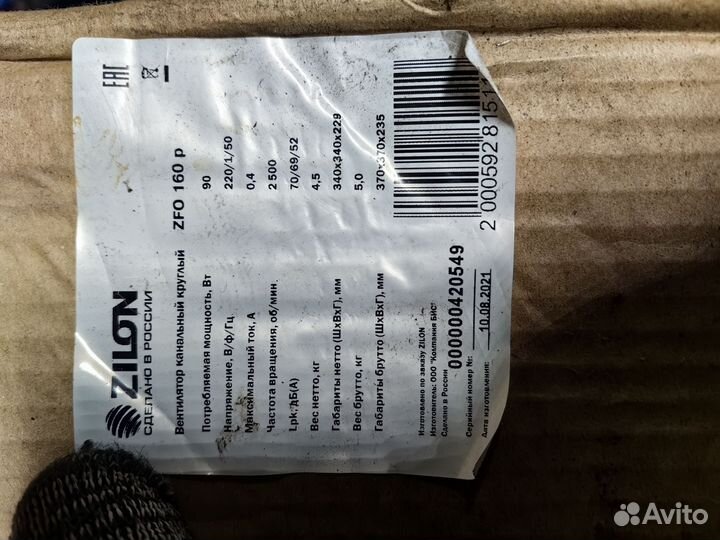 ZILON
СДЕЛАНО В РОССИИ
EAC
Вентилятор канальный круглый ZFO 160 p
Потребляемая мощность, Вт 90
Напряжение, В/Ф/Гц 220/1/50
Максимальный ток, А 0,4
Частота вращения, об/мин. 2 500
Lpk, дБ(А) 70/69/52
Вес нетто, кг 4,5
Габариты нетто (ШхВхГ), мм 340х340х229
Вес брутто, кг 5,0
Габариты брутто (ШхВхГ), мм 370х370х235
Изготовлено по заказу ZILON
Изготовитель: ООО "Компания БИС"
Сделано в России
000000420549
Серийный номер №:
Дата изготовления: 10.08.2021
2 000592 8151
Avito